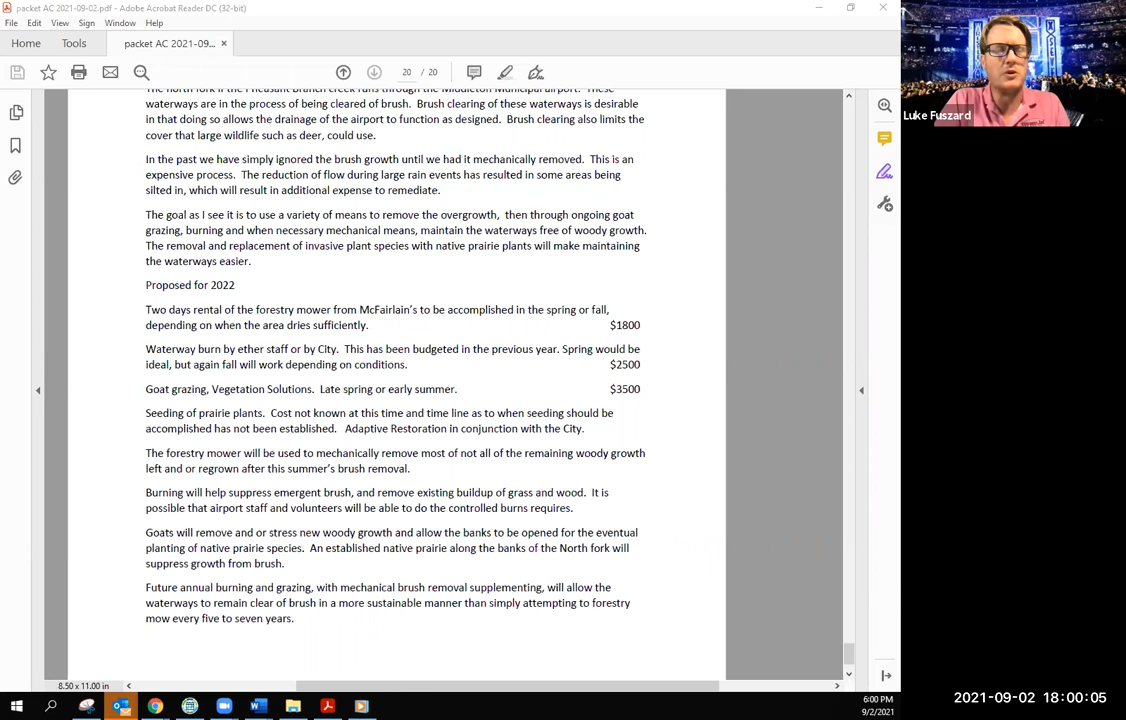 packet AC 2021-09-02.pdf - Adobe Acrobat Reader DC (32-bit)
File Edit View Sign Window Help
Home Tools packet AC 2021-09... ×
20 / 20
The north fork if the Pheasant Branch creek runs through the Middleton Municipal airport. These
waterways are in the process of being cleared of brush. Brush clearing of these waterways is desirable
in that doing so allows the drainage of the airport to function as designed. Brush clearing also limits the
cover that large wildlife such as deer, could use.
In the past we have simply ignored the brush growth until we had it mechanically removed. This is an
expensive process. The reduction of flow during large rain events has resulted in some areas being
silted in, which will result in additional expense to remediate.
The goal as I see it is to use a variety of means to remove the overgrowth, then through ongoing goat
grazing, burning and when necessary mechanical means, maintain the waterways free of woody growth.
The removal and replacement of invasive plant species with native prairie plants will make maintaining
the waterways easier.
Proposed for 2022
Two days rental of the forestry mower from McFairlain's to be accomplished in the spring or fall,
depending on when the area dries sufficiently. $1800
Waterway burn by ether staff or by City. This has been budgeted in the previous year. Spring would be
ideal, but again fall will work depending on conditions. $2500
Goat grazing, Vegetation Solutions. Late spring or early summer. $3500
Seeding of prairie plants. Cost not known at this time and time line as to when seeding should be
accomplished has not been established. Adaptive Restoration in conjunction with the City.
The forestry mower will be used to mechanically remove most of not all of the remaining woody growth
left and or regrown after this summer's brush removal.
Burning will help suppress emergent brush, and remove existing buildup of grass and wood. It is
possible that airport staff and volunteers will be able to do the controlled burns requires.
Goats will remove and or stress new woody growth and allow the banks to be opened for the eventual
planting of native prairie species. An established native prairie along the banks of the North fork will
suppress growth from brush.
Future annual burning and grazing, with mechanical brush removal supplementing, will allow the
waterways to remain clear of brush in a more sustainable manner than simply attempting to forestry
mow every five to seven years.
8.50 x 11.00 in
6:00 PM
9/2/2021
Luke Fuszard
2021-09-02 18:00:05